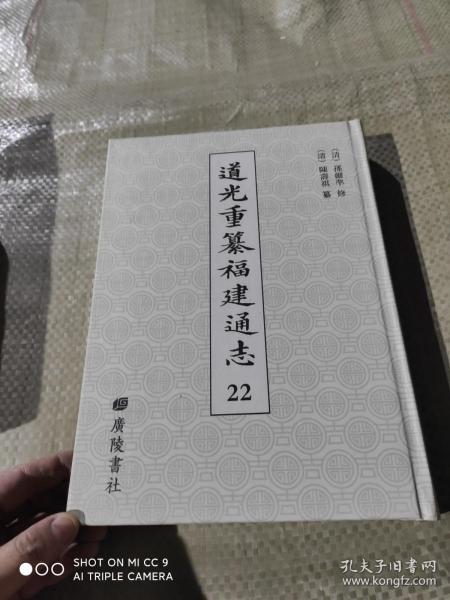 (清)孫爾準 修
(清)陳壽祺 纂
道光重纂福建通志
22
廣陵書社
SHOT ON MI CC 9
AI TRIPLE CAMERA
孔夫子旧书网
www.kongfz.com